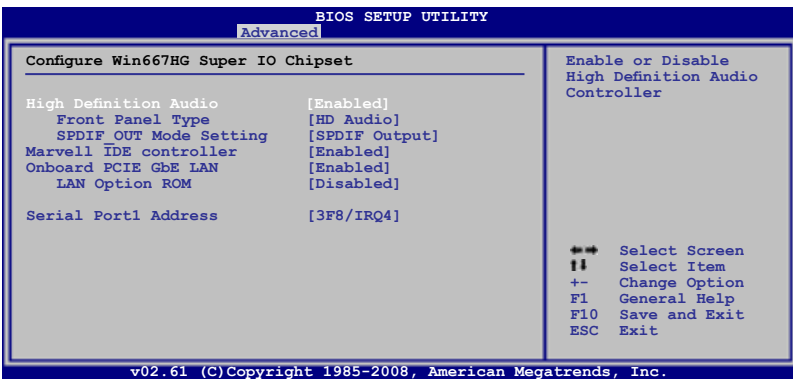 BIOS SETUP UTILITY
Advanced
Configure Win667HG Super IO Chipset
High Definition Audio [Enabled]
Front Panel Type [HD Audio]
SPDIF_OUT Mode Setting [SPDIF Output]
Marvell IDE controller [Enabled]
Onboard PCIE GbE LAN [Enabled]
LAN Option ROM [Disabled]
Serial Port1 Address [3F8/IRQ4]
Enable or Disable
High Definition Audio
Controller
←→ Select Screen
↑↓ Select Item
+- Change Option
F1 General Help
F10 Save and Exit
ESC Exit
v02.61 (C)Copyright 1985-2008, American Megatrends, Inc.